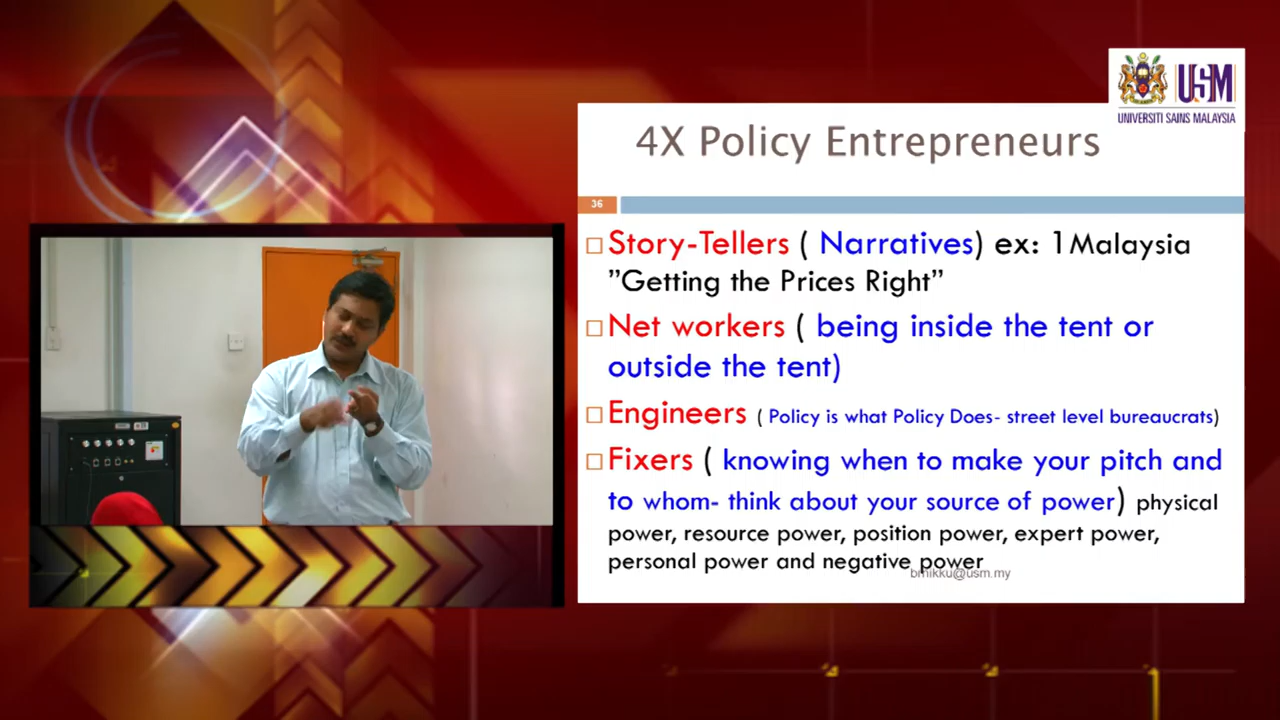 USM
UNIVERSITI SAINS MALAYSIA
4X Policy Entrepreneurs
36
Story-Tellers ( Narratives) ex: 1Malaysia
”Getting the Prices Right”
Net workers ( being inside the tent or
outside the tent)
Engineers ( Policy is what Policy Does- street level bureaucrats)
Fixers ( knowing when to make your pitch and
to whom- think about your source of power) physical
power, resource power, position power, expert power,
personal power and negative power
bmikku@usm.my